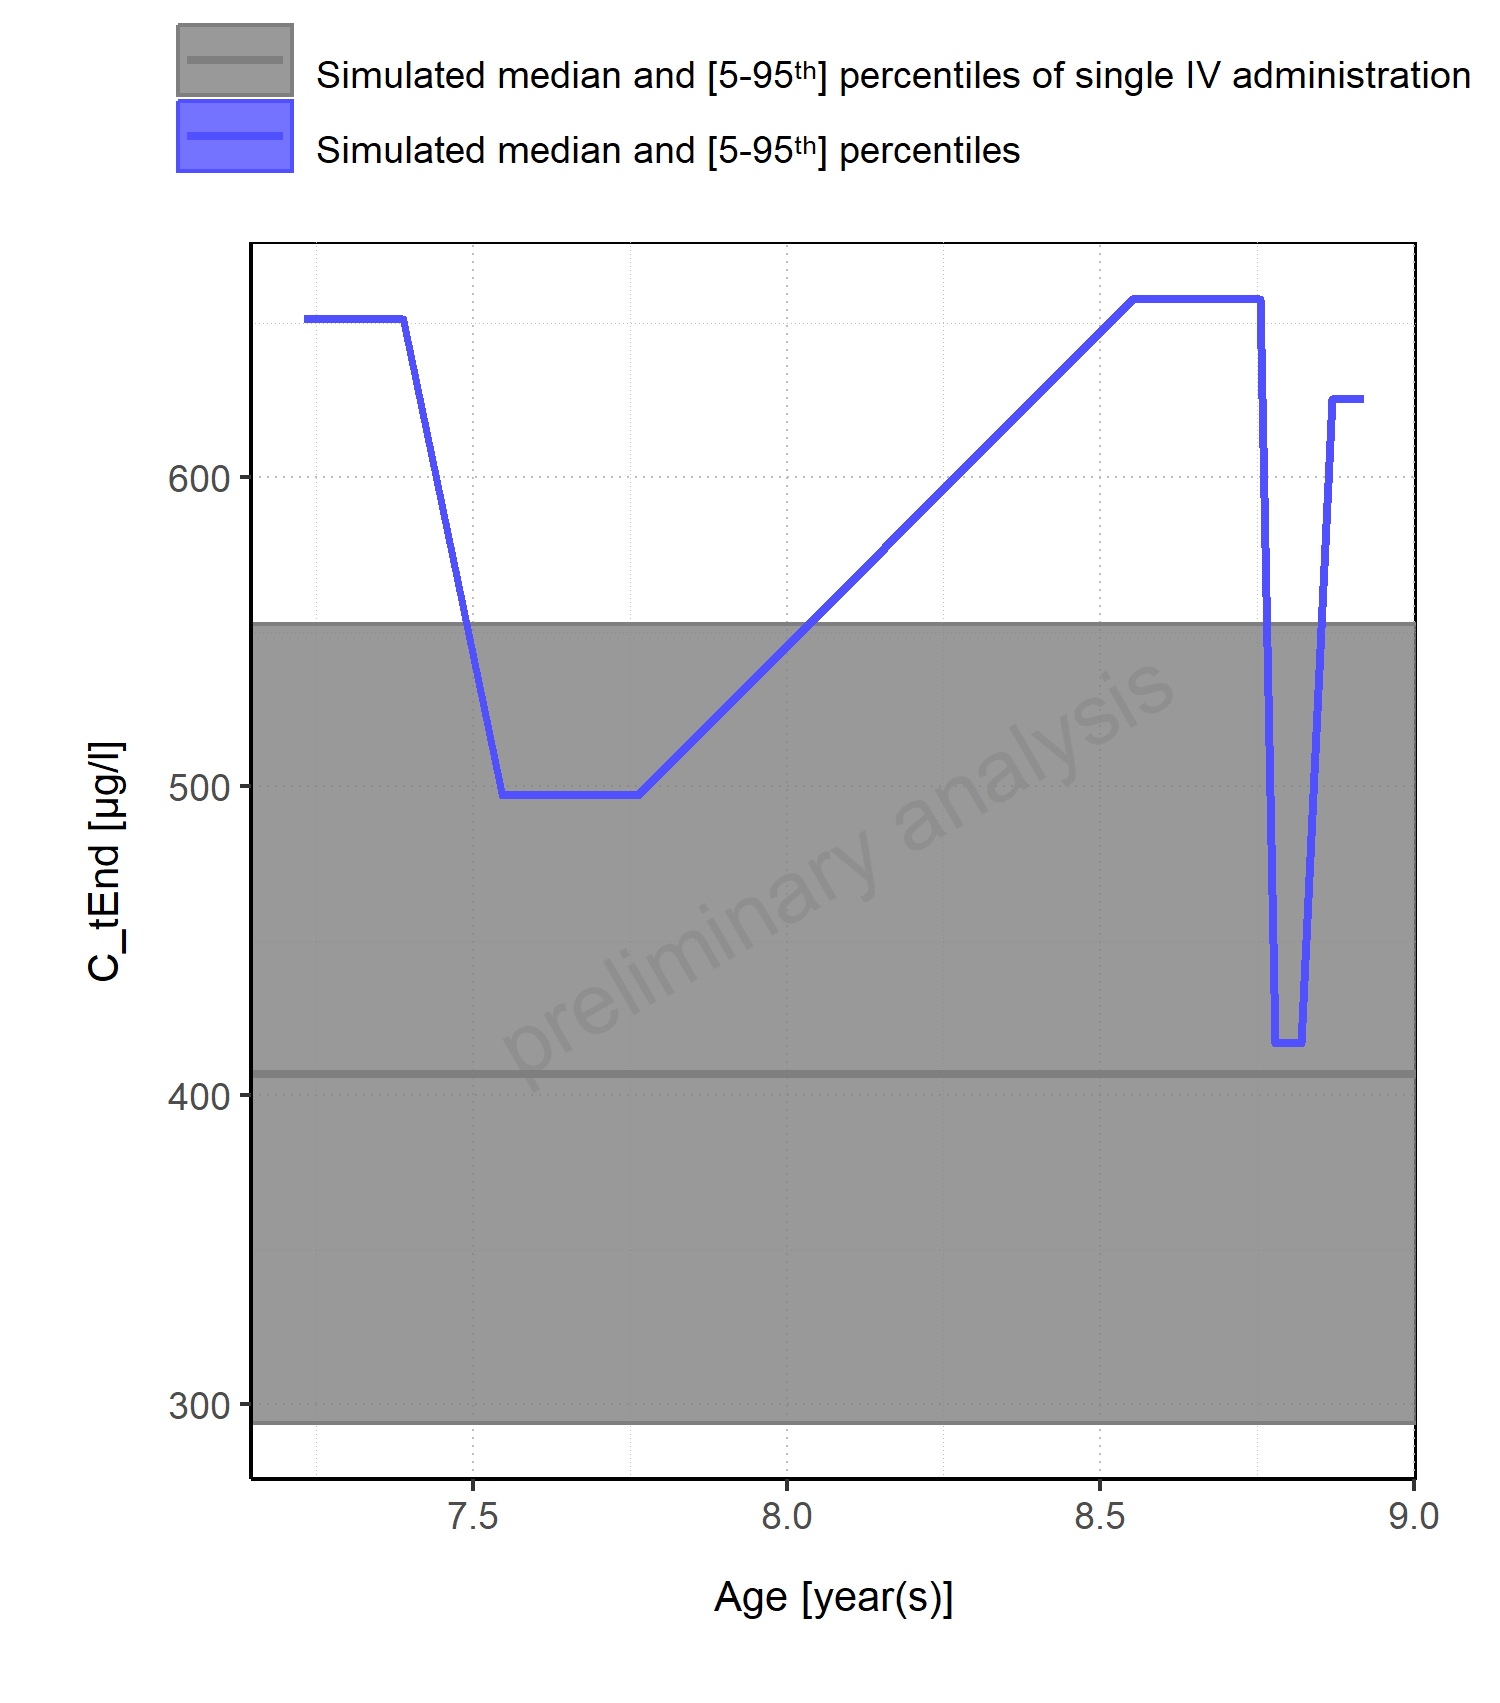 Simulated median and [5-95ᵗʰ] percentiles of single IV administration
Simulated median and [5-95ᵗʰ] percentiles
600
500
400
300
C_tEnd [µg/l]
preliminary analysis
7.5 8.0 8.5 9.0
Age [year(s)]